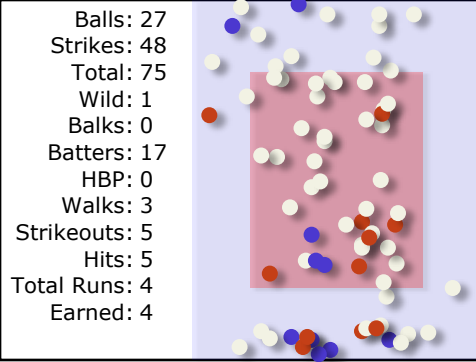 Balls: 27
Strikes: 48
Total: 75
Wild: 1
Balks: 0
Batters: 17
HBP: 0
Walks: 3
Strikeouts: 5
Hits: 5
Total Runs: 4
Earned: 4